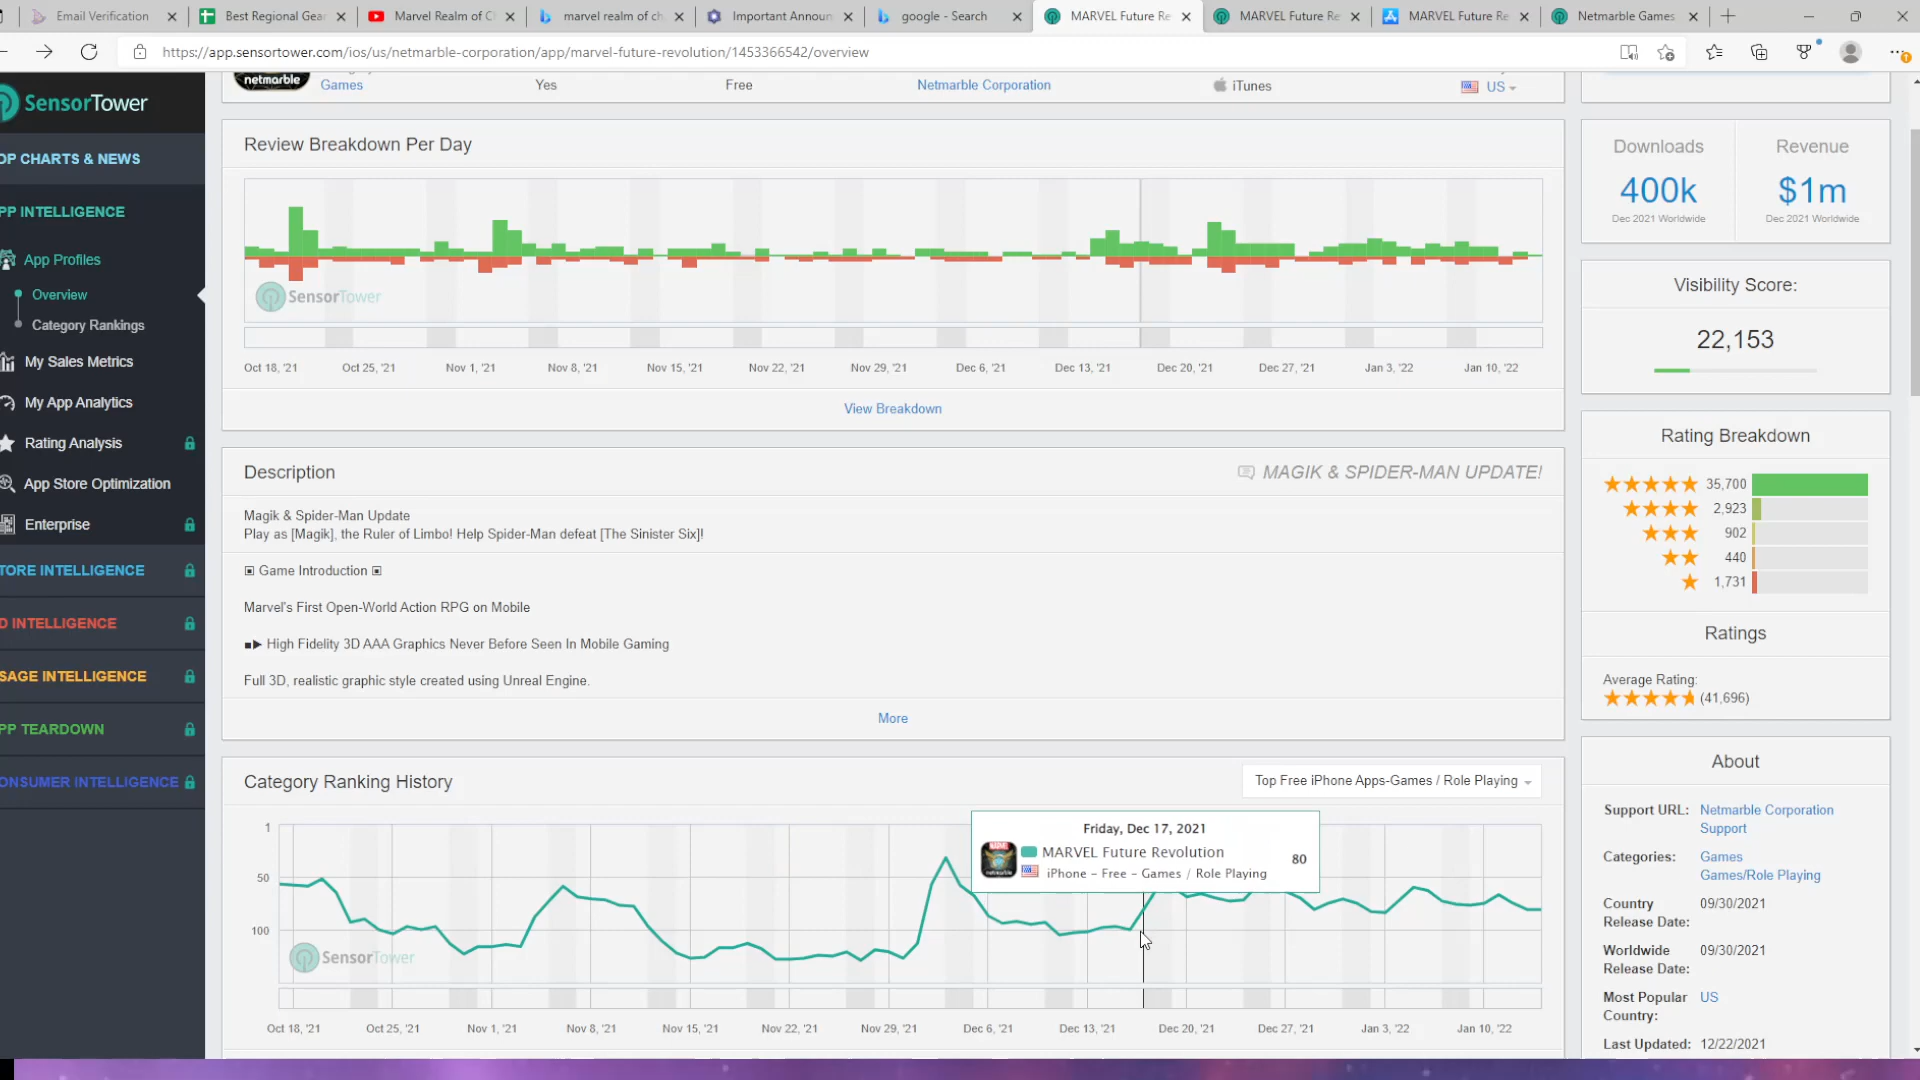 Email Verification
Best Regional Gear
Marvel Realm of C
marvel realm of ch
Important Announ
google - Search
MARVEL Future Re
MARVEL Future Re
MARVEL Future Re
Netmarble Games
https://app.sensortower.com/ios/us/netmarble-corporation/app/marvel-future-revolution/1453366542/overview
SensorTower
OP CHARTS & NEWS
PP INTELLIGENCE
App Profiles
Overview
Category Rankings
My Sales Metrics
My App Analytics
Rating Analysis
App Store Optimization
Enterprise
TORE INTELLIGENCE
D INTELLIGENCE
SAGE INTELLIGENCE
PP TEARDOWN
ONSUMER INTELLIGENCE
netmarble
Games
Yes
Free
Netmarble Corporation
iTunes
US
Review Breakdown Per Day
SensorTower
Oct 18, '21 Oct 25, '21 Nov 1, '21 Nov 8, '21 Nov 15, '21 Nov 22, '21 Nov 29, '21 Dec 6, '21 Dec 13, '21 Dec 20, '21 Dec 27, '21 Jan 3, '22 Jan 10, '22
View Breakdown
Description
MAGIK & SPIDER-MAN UPDATE!
Magik & Spider-Man Update
Play as [Magik], the Ruler of Limbo! Help Spider-Man defeat [The Sinister Six]!
▣ Game Introduction ▣
Marvel's First Open-World Action RPG on Mobile
■▶ High Fidelity 3D AAA Graphics Never Before Seen In Mobile Gaming
Full 3D, realistic graphic style created using Unreal Engine.
More
Category Ranking History
Top Free iPhone Apps-Games / Role Playing
1
50
100
Friday, Dec 17, 2021
MARVEL Future Revolution
80
iPhone - Free - Games / Role Playing
SensorTower
Oct 18, '21 Oct 25, '21 Nov 1, '21 Nov 8, '21 Nov 15, '21 Nov 22, '21 Nov 29, '21 Dec 6, '21 Dec 13, '21 Dec 20, '21 Dec 27, '21 Jan 3, '22 Jan 10, '22
Downloads
400k
Dec 2021 Worldwide
Revenue
$1m
Dec 2021 Worldwide
Visibility Score:
22,153
Rating Breakdown
35,700
2,923
902
440
1,731
Ratings
Average Rating:
(41,696)
About
Support URL: Netmarble Corporation
Support
Categories: Games
Games/Role Playing
Country 09/30/2021
Release Date:
Worldwide 09/30/2021
Release Date:
Most Popular US
Country:
Last Updated: 12/22/2021